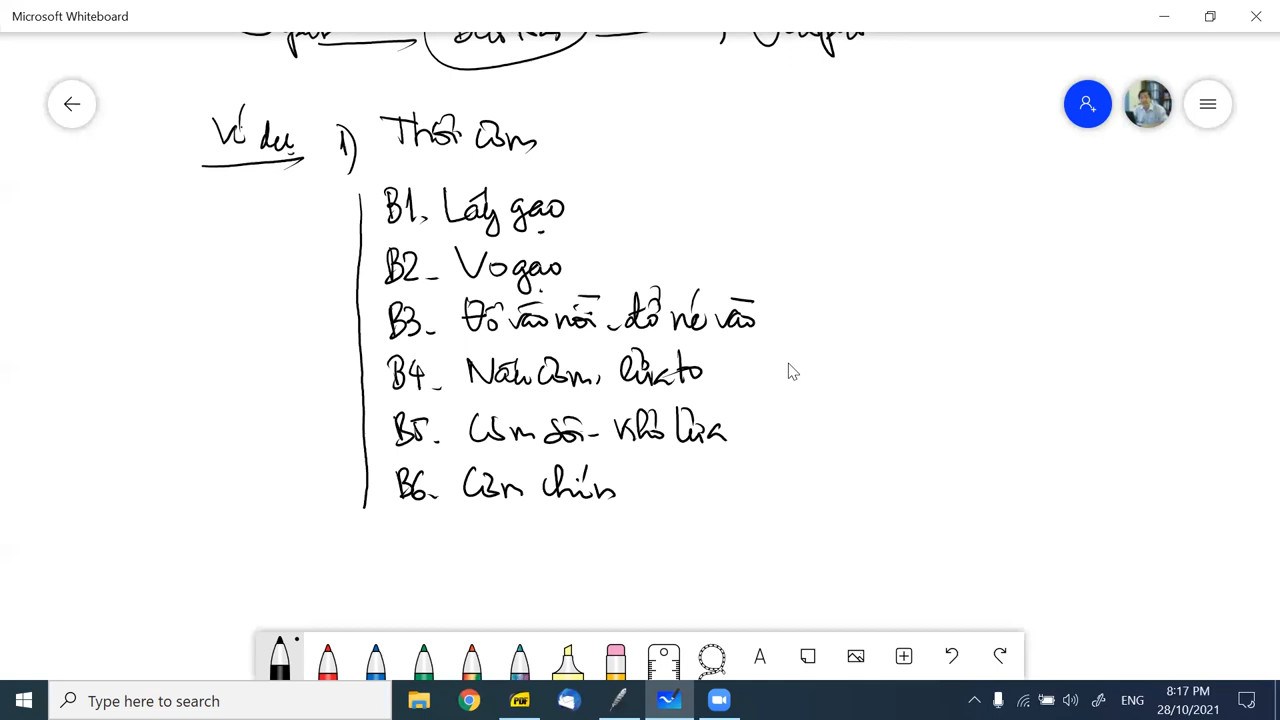 Microsoft Whiteboard
Ví dụ 1) Thổi cơm
B1. Lấy gạo
B2- Vo gạo
B3- Đổ vào nồi - đổ nc vào
B4- Nấu cơm, lửa to
B5- Cơm sôi - nhỏ lửa
B6- Cơm chín
A
Type here to search
PDF
ENG
8:17 PM
28/10/2021